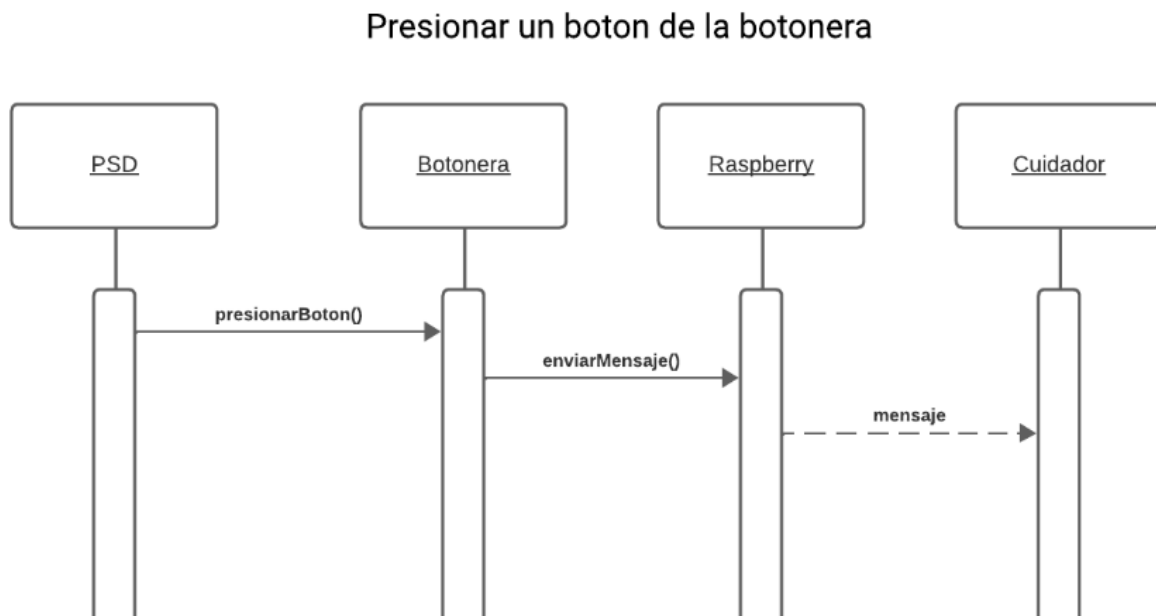 Presionar un boton de la botonera
PSD
Botonera
Raspberry
Cuidador
presionarBoton()
enviarMensaje()
mensaje